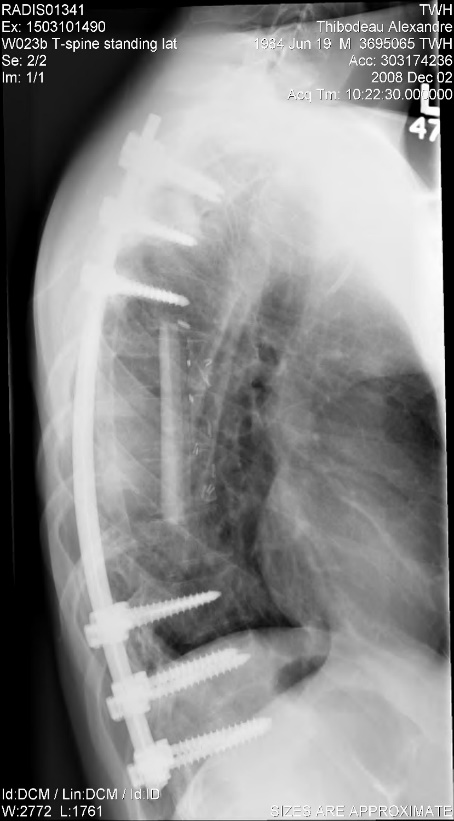 RADIS01341 TWH
Ex: 1503101490 Thibodeau Alexandre
W023b T-spine standing lat 1984 Jun 19 M 3695065 TWH
Se: 2/2 Acc: 303174236
Im: 1/1 2008 Dec 02
Acq Tm: 10:22:30.000000
L
47
Id:DCM / Lin:DCM / Id:ID
W:2772 L:1761 SIZES ARE APPROXIMATE